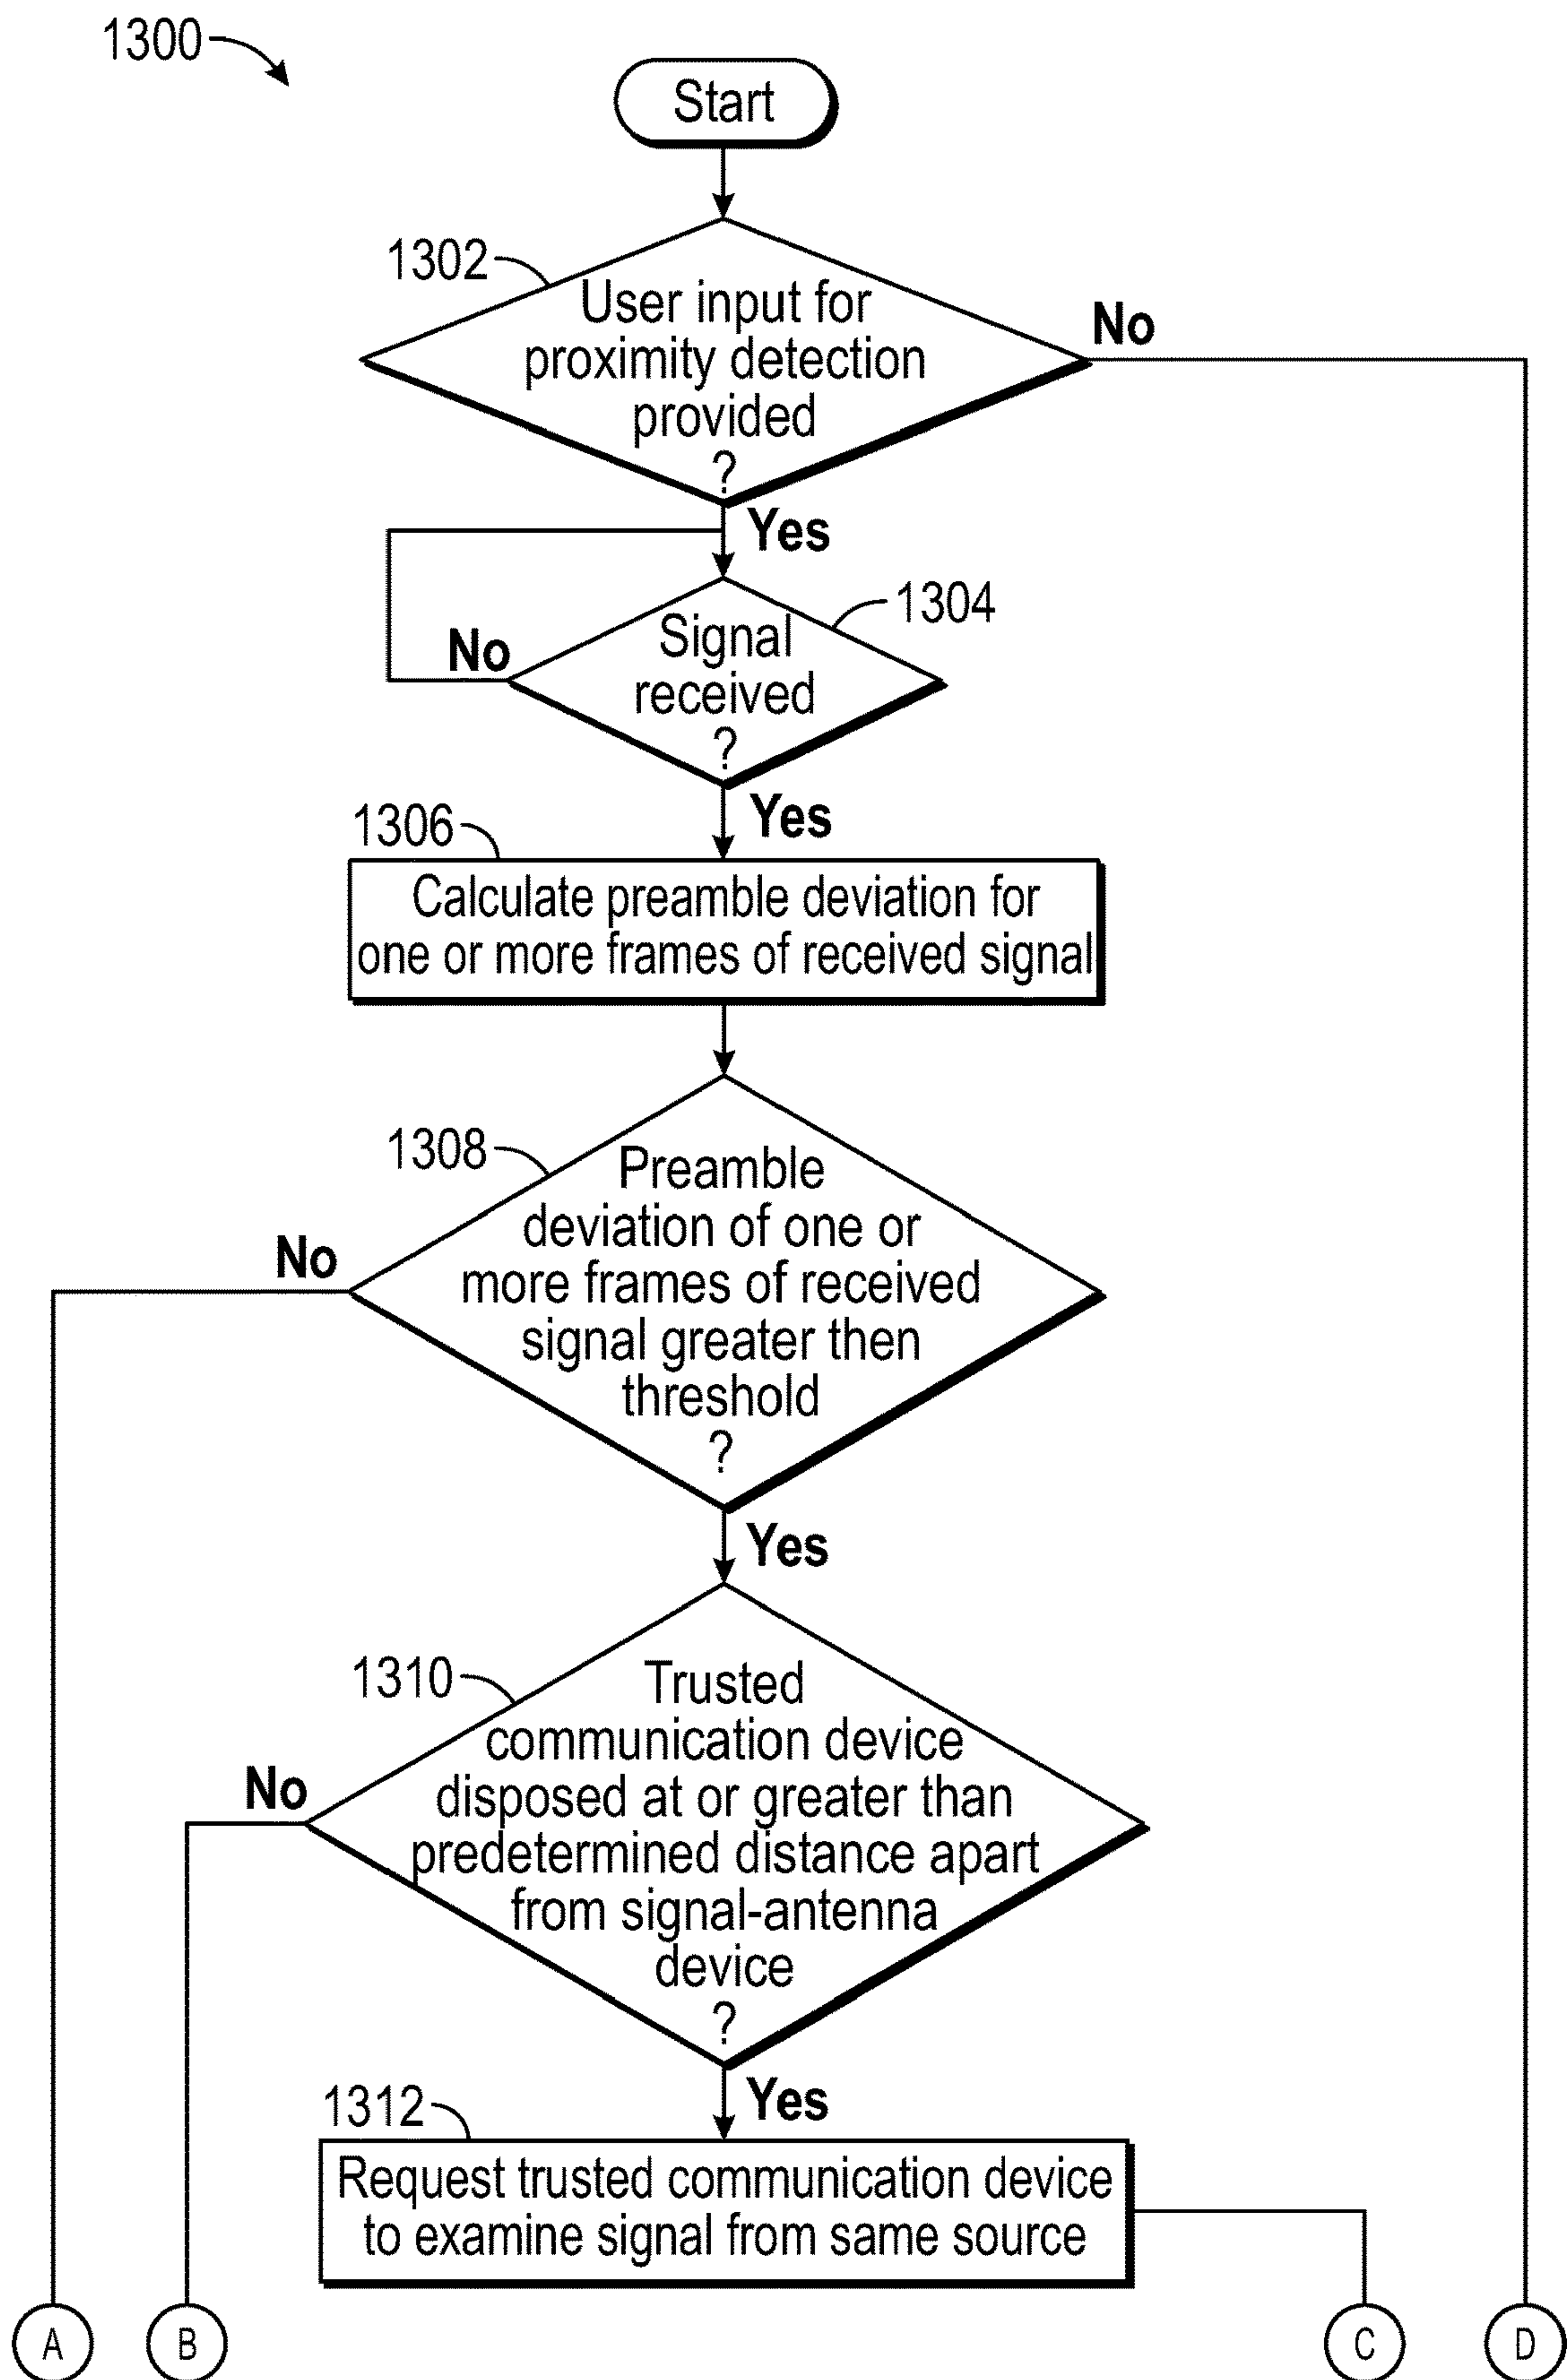 1300
Start
1302
User input for
proximity detection
provided
?
No
Yes
1304
Signal
received
?
No
Yes
1306
Calculate preamble deviation for
one or more frames of received signal
1308
Preamble
deviation of one or
more frames of received
signal greater then
threshold
?
No
Yes
1310
Trusted
communication device
disposed at or greater than
predetermined distance apart
from signal-antenna
device
?
No
Yes
1312
Request trusted communication device
to examine signal from same source
A
B
C
D